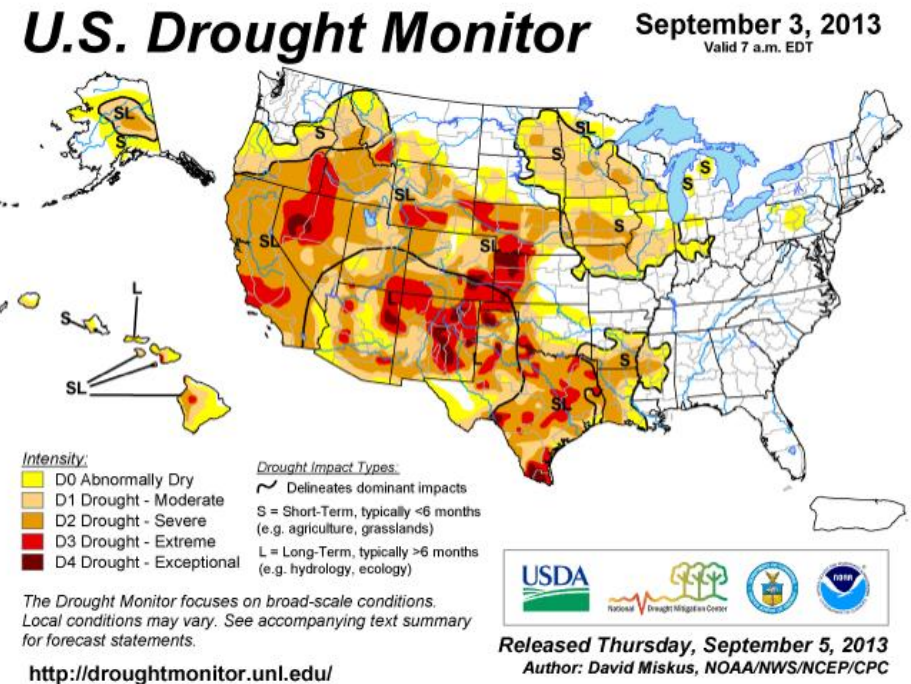 U.S. Drought Monitor
September 3, 2013
Valid 7 a.m. EDT
SL
S
S
SL
SL
SL
S
SL
S
S
S
SL
S
SL
L
L
S
SL
Intensity:
D0 Abnormally Dry
D1 Drought - Moderate
D2 Drought - Severe
D3 Drought - Extreme
D4 Drought - Exceptional
Drought Impact Types:
Delineates dominant impacts
S = Short-Term, typically <6 months
(e.g. agriculture, grasslands)
L = Long-Term, typically >6 months
(e.g. hydrology, ecology)
The Drought Monitor focuses on broad-scale conditions.
Local conditions may vary. See accompanying text summary
for forecast statements.
http://droughtmonitor.unl.edu/
USDA
National Drought Mitigation Center
NOAA
Released Thursday, September 5, 2013
Author: David Miskus, NOAA/NWS/NCEP/CPC